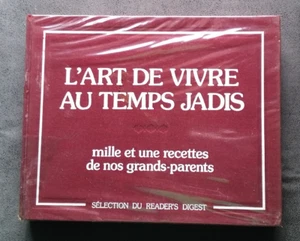 L'ART DE VIVRE
AU TEMPS JADIS
mille et une recettes
de nos grands-parents
SÉLECTION DU READER'S DIGEST